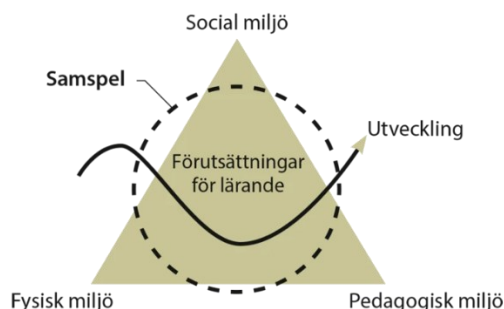 Social miljö
Samspel
Utveckling
Förutsättningar
för lärande
Fysisk miljö
Pedagogisk miljö